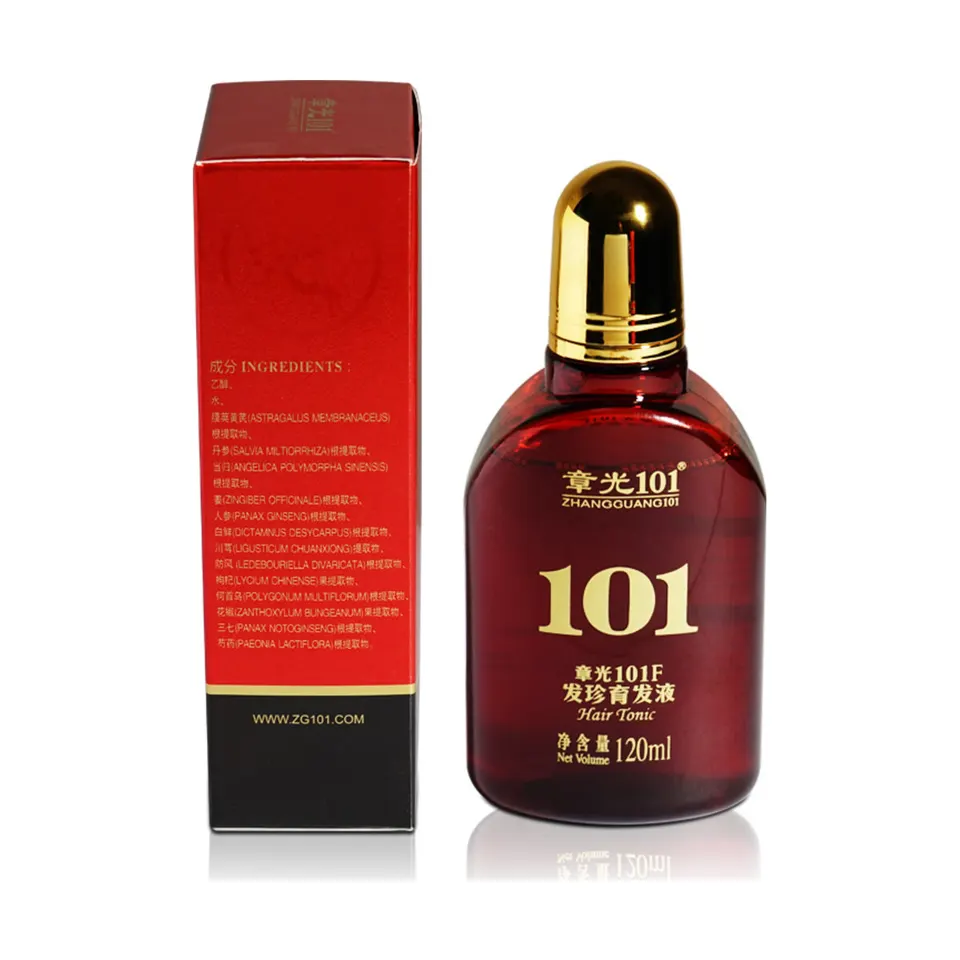 章光101
成分 INGREDIENTS :
乙醇、
水、
膜荚黄芪(ASTRAGALUS MEMBRANACEUS)
根提取物、
丹参(SALVIA MILTIORRHIZA)根提取物、
当归(ANGELICA POLYMORPHA SINENSIS)
根提取物、
姜(ZINGIBER OFFICINALE)根提取物、
人参(PANAX GINSENG)根提取物、
白鲜(DICTAMNUS DESYCARPUS)根提取物、
川芎(LIGUSTICUM CHUANXIONG)提取物、
防风(LEDEBOURIELLA DIVARICATA)根提取物、
枸杞(LYCIUM CHINENSE)果提取物、
何首乌(POLYGONUM MULTIFLORUM)根提取物、
花椒(ZANTHOXYLUM BUNGEANUM)果提取物、
三七(PANAX NOTOGINSENG)根提取物、
芍药(PAEONIA LACTIFLORA)根提取物、
WWW.ZG101.COM
章光101®
ZHANGGUANG101
101
章光101F
发珍育发液
Hair Tonic
净含量 120ml
Net Volume